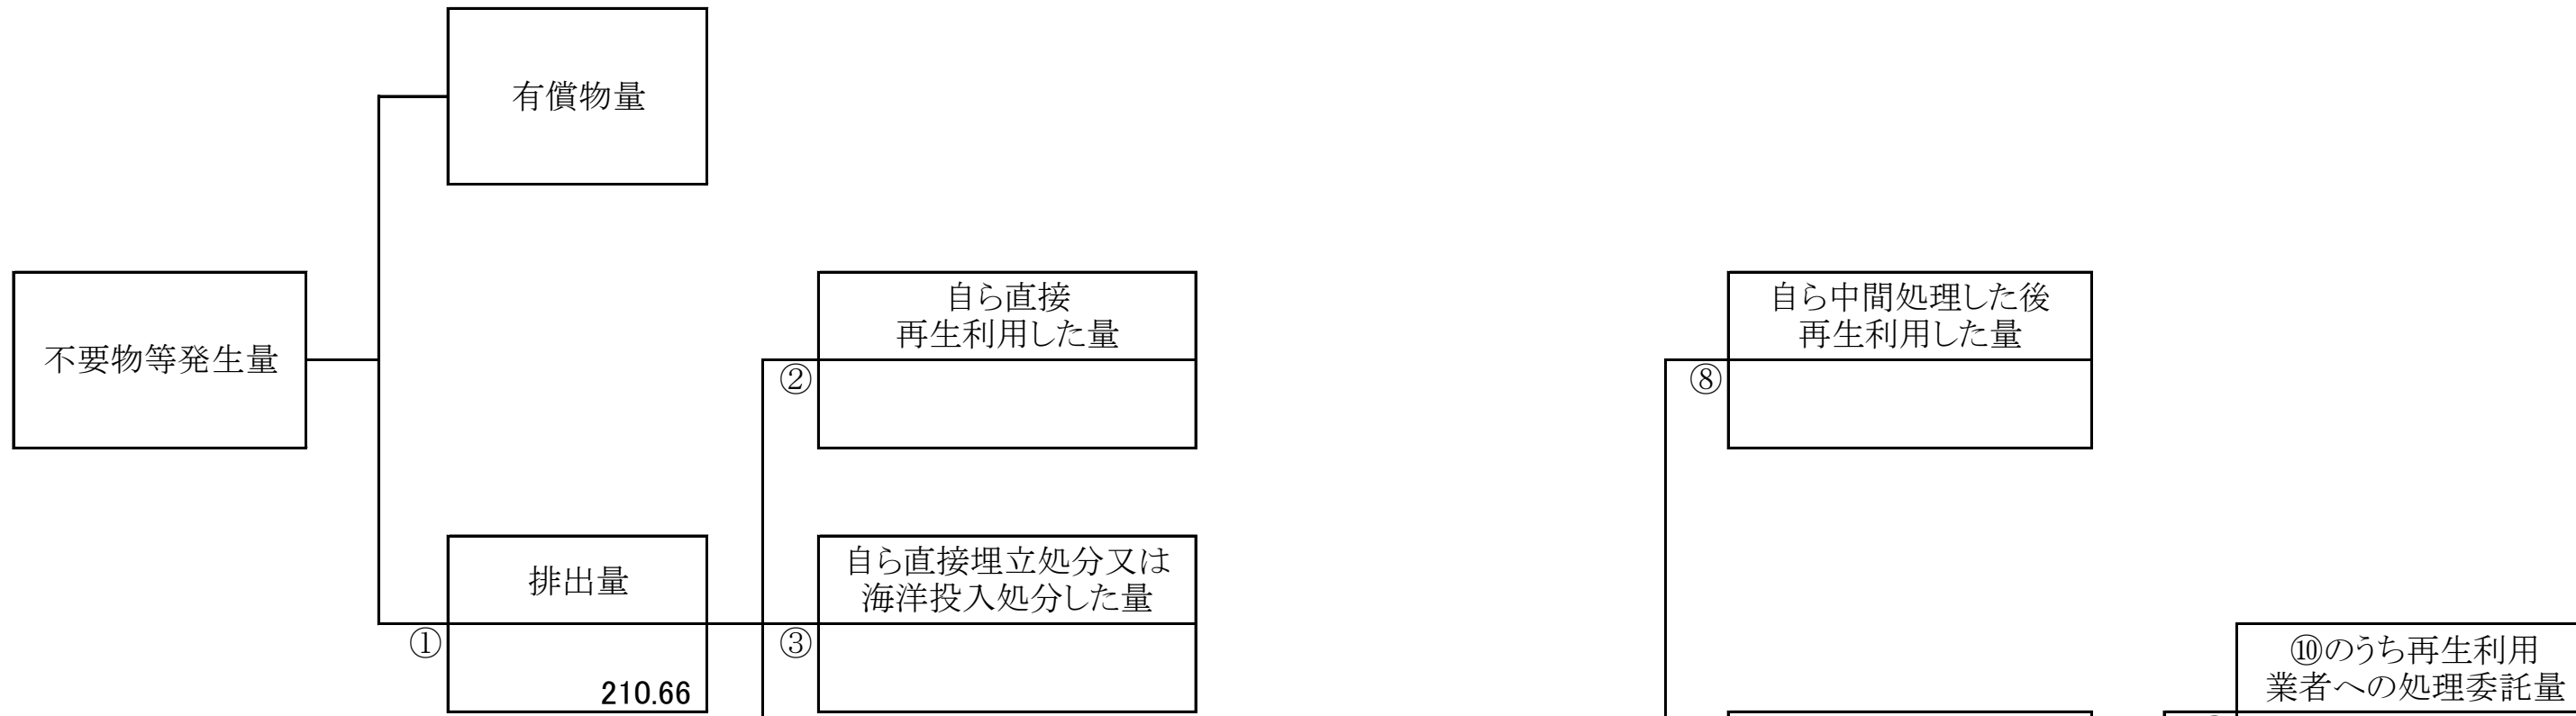 有償物量
不要物等発生量
自ら直接
再生利用した量
②
自ら中間処理した後
再生利用した量
⑧
排出量
①
210.66
自ら直接埋立処分又は
海洋投入処分した量
③
⑩のうち再生利用
業者への処理委託量